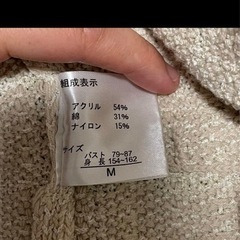 組成表示
アクリル 54%
綿 31%
ナイロン 15%
サイズ
バスト 79~87
身長 154~162
M